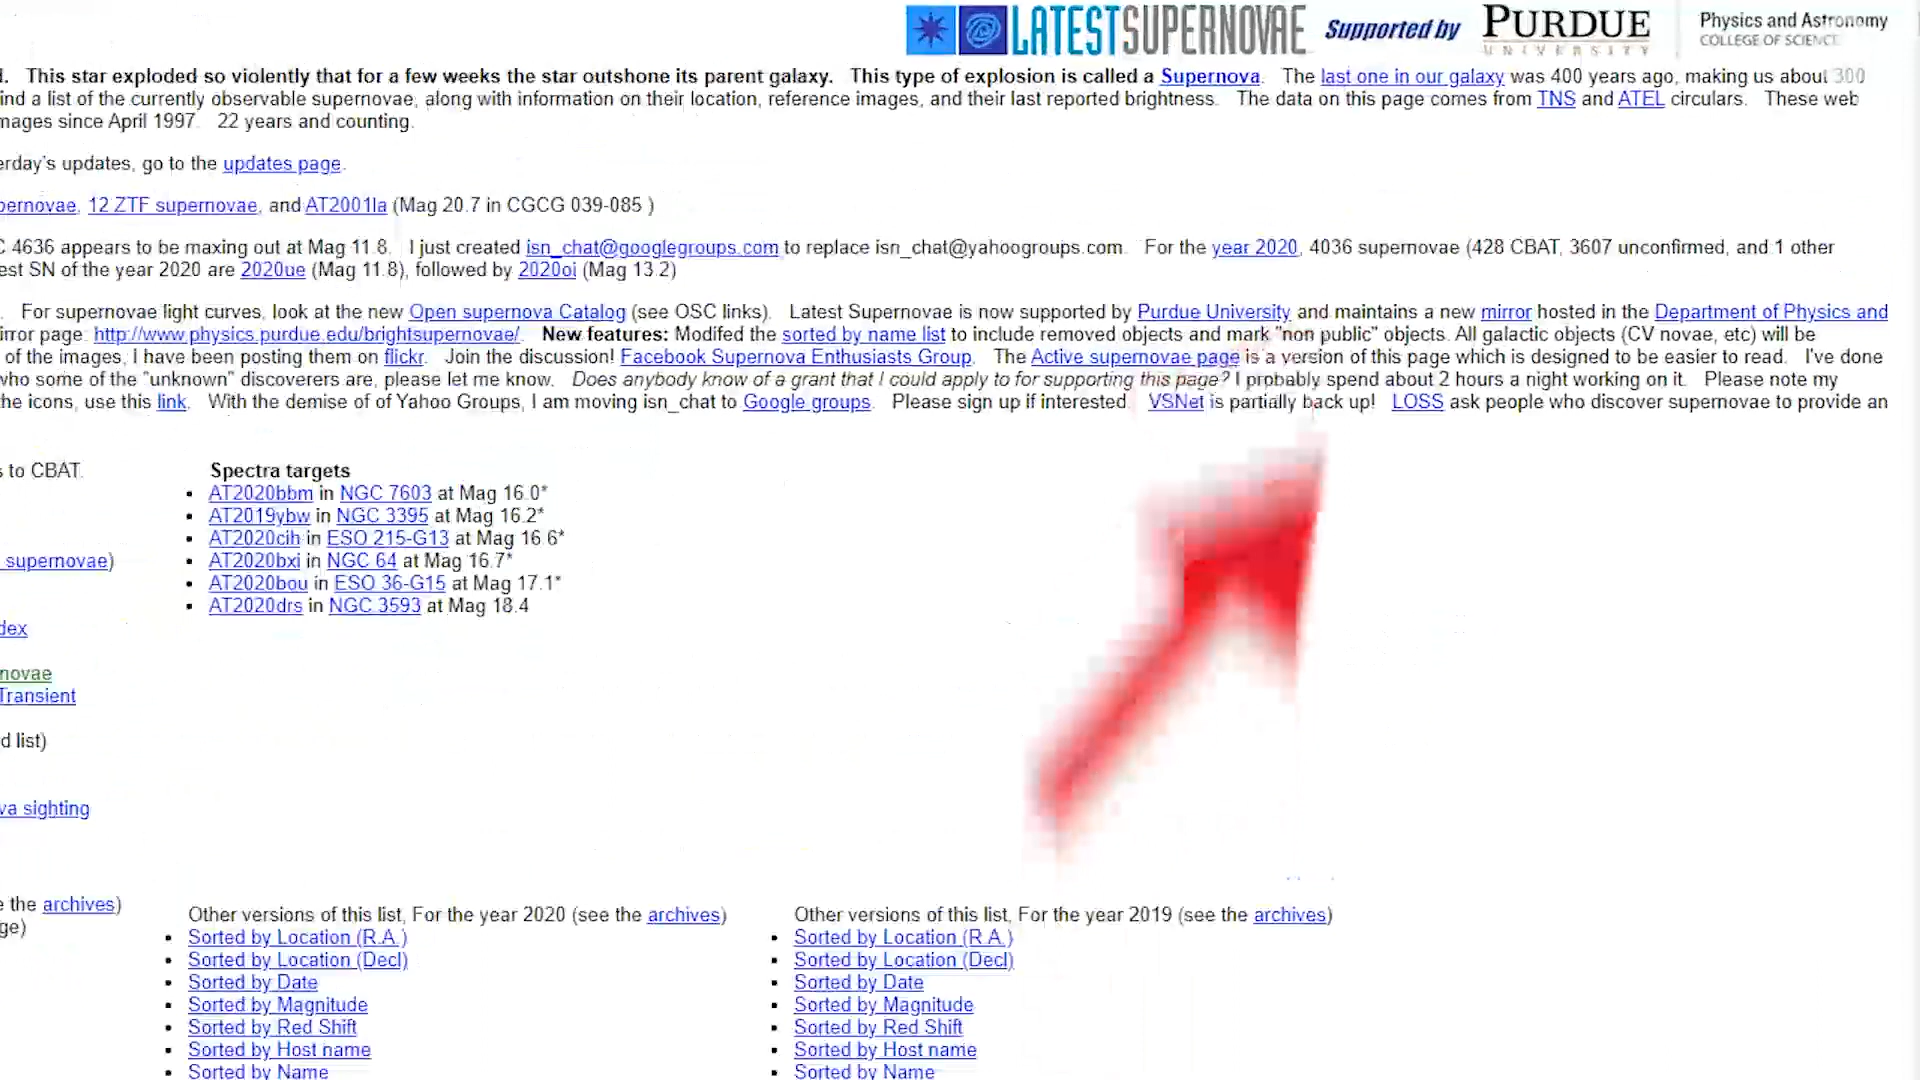 LATESTSUPERNOVAE Supported by PURDUE Physics and Astronomy
UNIVERSITY COLLEGE OF SCIENCE
l. This star exploded so violently that for a few weeks the star outshone its parent galaxy. This type of explosion is called a Supernova. The last one in our galaxy was 400 years ago, making us about 300
ind a list of the currently observable supernovae, along with information on their location, reference images, and their last reported brightness. The data on this page comes from TNS and ATEL circulars. These web
mages since April 1997. 22 years and counting.
erday's updates, go to the updates page.
pernovae, 12 ZTF supernovae, and AT2001la (Mag 20.7 in CGCG 039-085 )
C 4636 appears to be maxing out at Mag 11.8. I just created isn_chat@googlegroups.com to replace isn_chat@yahoogroups.com. For the year 2020, 4036 supernovae (428 CBAT, 3607 unconfirmed, and 1 other
est SN of the year 2020 are 2020ue (Mag 11.8), followed by 2020oi (Mag 13.2)
. For supernovae light curves, look at the new Open supernova Catalog (see OSC links). Latest Supernovae is now supported by Purdue University and maintains a new mirror hosted in the Department of Physics and
irror page: http://www.physics.purdue.edu/brightsupernovae/. New features: Modifed the sorted by name list to include removed objects and mark "non public" objects. All galactic objects (CV novae, etc) will be
of the images, I have been posting them on flickr. Join the discussion! Facebook Supernova Enthusiasts Group. The Active supernovae page is a version of this page which is designed to be easier to read. I've done
who some of the "unknown" discoverers are, please let me know. Does anybody know of a grant that I could apply to for supporting this page? I probably spend about 2 hours a night working on it. Please note my
he icons, use this link. With the demise of of Yahoo Groups, I am moving isn_chat to Google groups. Please sign up if interested. VSNet is partially back up! LOSS ask people who discover supernovae to provide an
s to CBAT.
Spectra targets
AT2020bbm in NGC 7603 at Mag 16.0*
AT2019ybw in NGC 3395 at Mag 16.2*
AT2020cih in ESO 215-G13 at Mag 16.6*
AT2020bxi in NGC 64 at Mag 16.7*
AT2020bou in ESO 36-G15 at Mag 17.1*
AT2020drs in NGC 3593 at Mag 18.4
supernovae)
dex
novae
Transient
d list)
va sighting
e the archives)
ge)
Other versions of this list, For the year 2020 (see the archives)
Sorted by Location (R.A.)
Sorted by Location (Decl)
Sorted by Date
Sorted by Magnitude
Sorted by Red Shift
Sorted by Host name
Sorted by Name
Other versions of this list, For the year 2019 (see the archives)
Sorted by Location (R.A.)
Sorted by Location (Decl)
Sorted by Date
Sorted by Magnitude
Sorted by Red Shift
Sorted by Host name
Sorted by Name